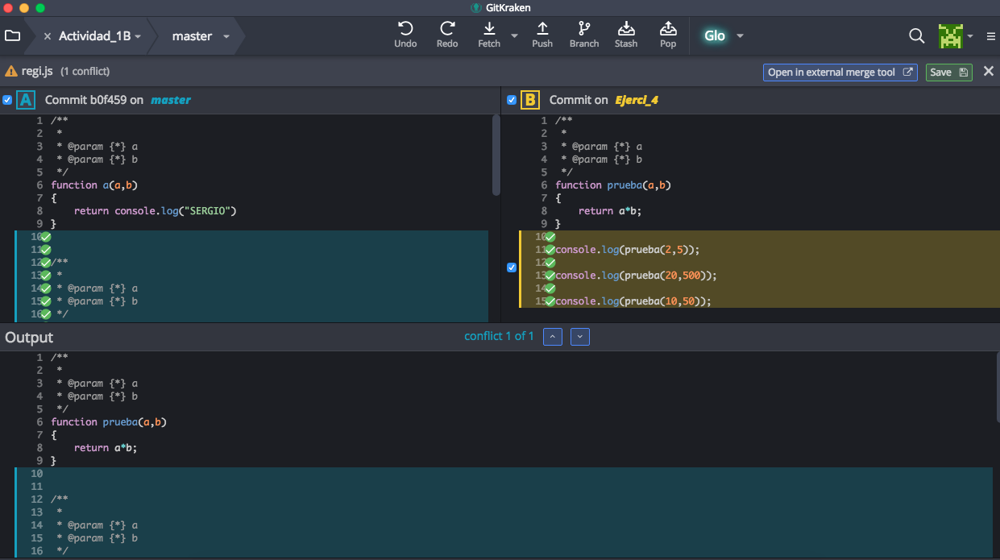 GitKraken
Actividad_1B
master
Undo
Redo
Fetch
Push
Branch
Stash
Pop
Glo
regi.js (1 conflict)
Open in external merge tool
Save
A Commit b0f459 on master
1 /**
2 *
3 * @param {*} a
4 * @param {*} b
5 */
6 function a(a,b)
7 {
8 return console.log("SERGIO")
9 }
10
11
12 /**
13 *
14 * @param {*} a
15 * @param {*} b
16 */
B Commit on Ejerci_4
1 /**
2 *
3 * @param {*} a
4 * @param {*} b
5 */
6 function prueba(a,b)
7 {
8 return a*b;
9 }
10
11 console.log(prueba(2,5));
12
13 console.log(prueba(20,500));
14
15 console.log(prueba(10,50));
Output
conflict 1 of 1
1 /**
2 *
3 * @param {*} a
4 * @param {*} b
5 */
6 function prueba(a,b)
7 {
8 return a*b;
9 }
10
11
12 /**
13 *
14 * @param {*} a
15 * @param {*} b
16 */